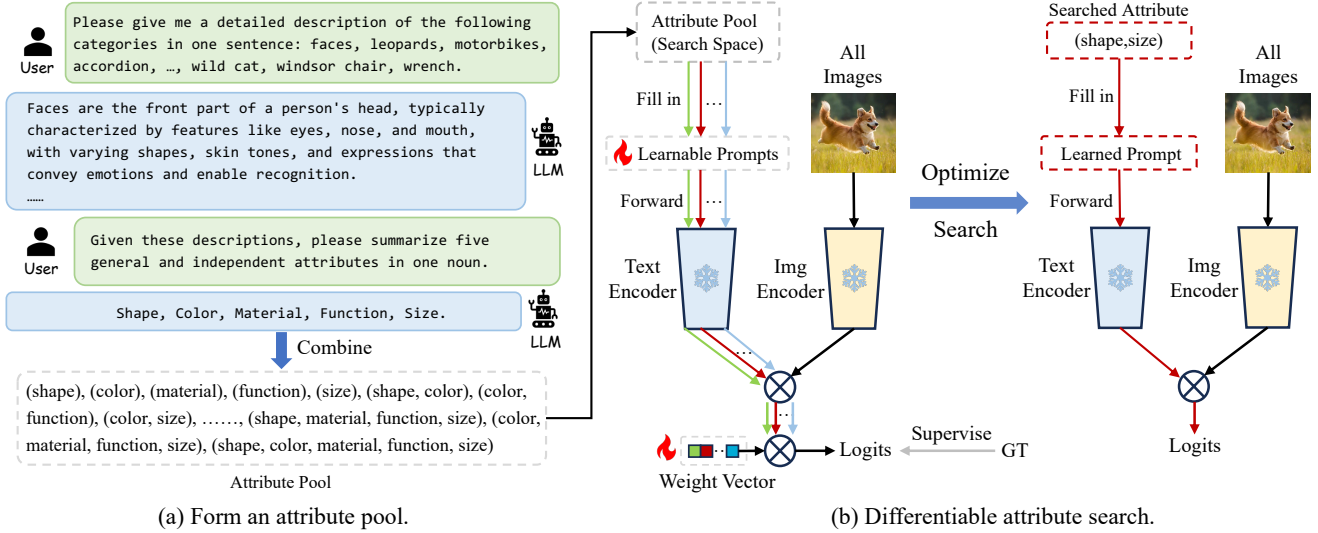 Please give me a detailed description of the following
categories in one sentence: faces, leopards, motorbikes,
accordion, …, wild cat, windsor chair, wrench.
User
Faces are the front part of a person's head, typically
characterized by features like eyes, nose, and mouth,
with varying shapes, skin tones, and expressions that
convey emotions and enable recognition.
……
LLM
Given these descriptions, please summarize five
general and independent attributes in one noun.
User
Shape, Color, Material, Function, Size.
LLM
Combine
(shape), (color), (material), (function), (size), (shape, color), (color,
function), (color, size), ……, (shape, material, function, size), (color,
material, function, size), (shape, color, material, function, size)
Attribute Pool
(a) Form an attribute pool.
Attribute Pool
(Search Space)
All
Images
Fill in
…
Learnable Prompts
Forward
…
Text
Encoder
Img
Encoder
…
..
Weight Vector
..
Logits
Supervise
GT
Optimize
Search
Searched Attribute
(shape,size)
All
Images
Fill in
Learned Prompt
Forward
Text
Encoder
Img
Encoder
Logits
(b) Differentiable attribute search.